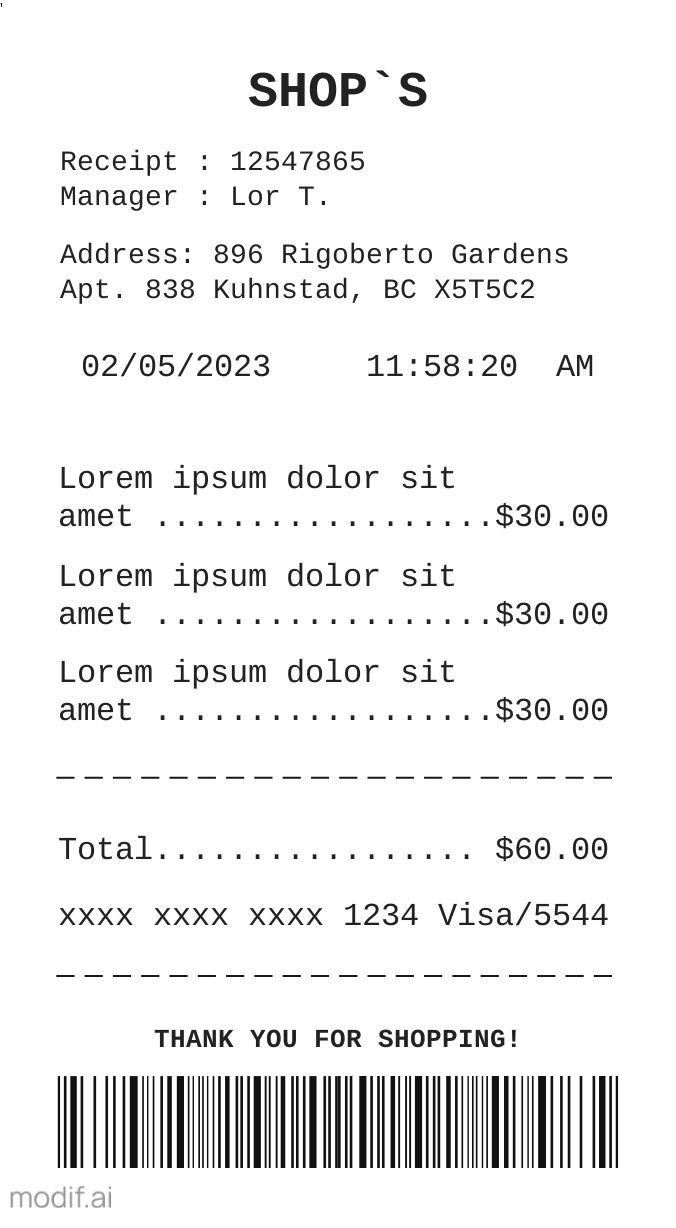 SHOP`S
Receipt : 12547865
Manager : Lor T.
Address: 896 Rigoberto Gardens
Apt. 838 Kuhnstad, BC X5T5C2
02/05/2023 11:58:20 AM
Lorem ipsum dolor sit
amet ..................$30.00
Lorem ipsum dolor sit
amet ..................$30.00
Lorem ipsum dolor sit
amet ..................$30.00
Total................. $60.00
xxxx xxxx xxxx 1234 Visa/5544
THANK YOU FOR SHOPPING!
modif.ai